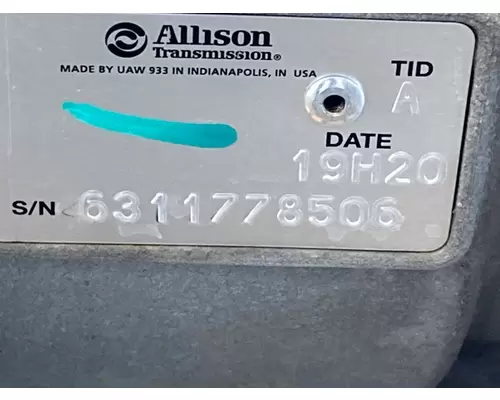 Allison
Transmission®
MADE BY UAW 933 IN INDIANAPOLIS, IN USA
TID
A
DATE
19H20
S/N 6311778506